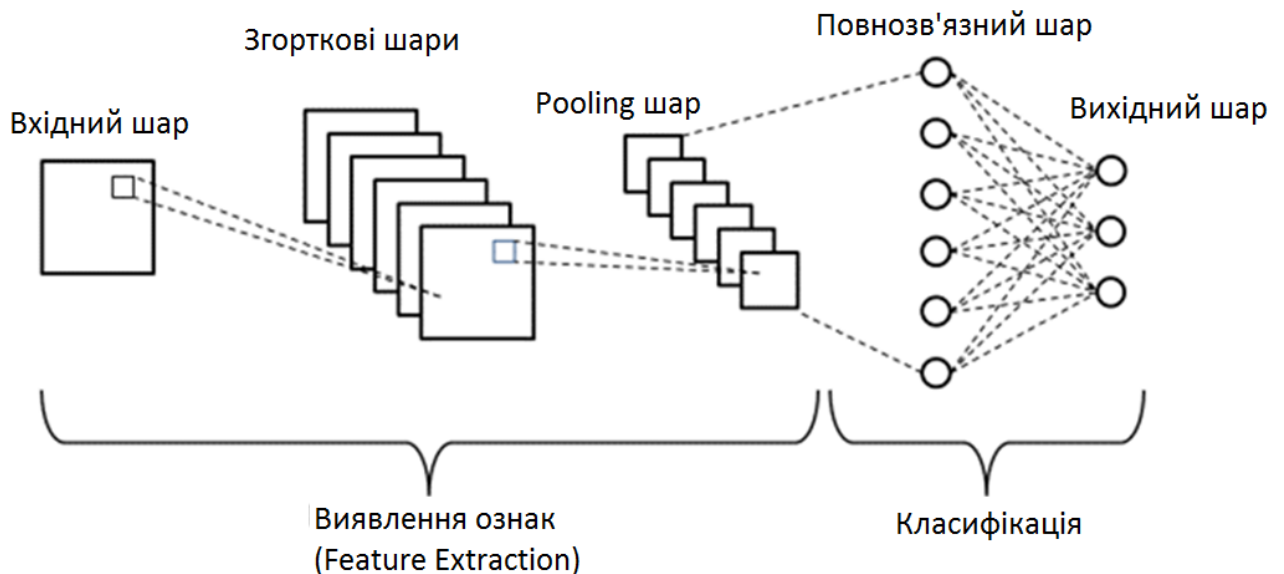 Згорткові шари
Повнозв'язний шар
Вхідний шар
Pooling шар
Вихідний шар
Виявлення ознак
(Feature Extraction)
Класифікація